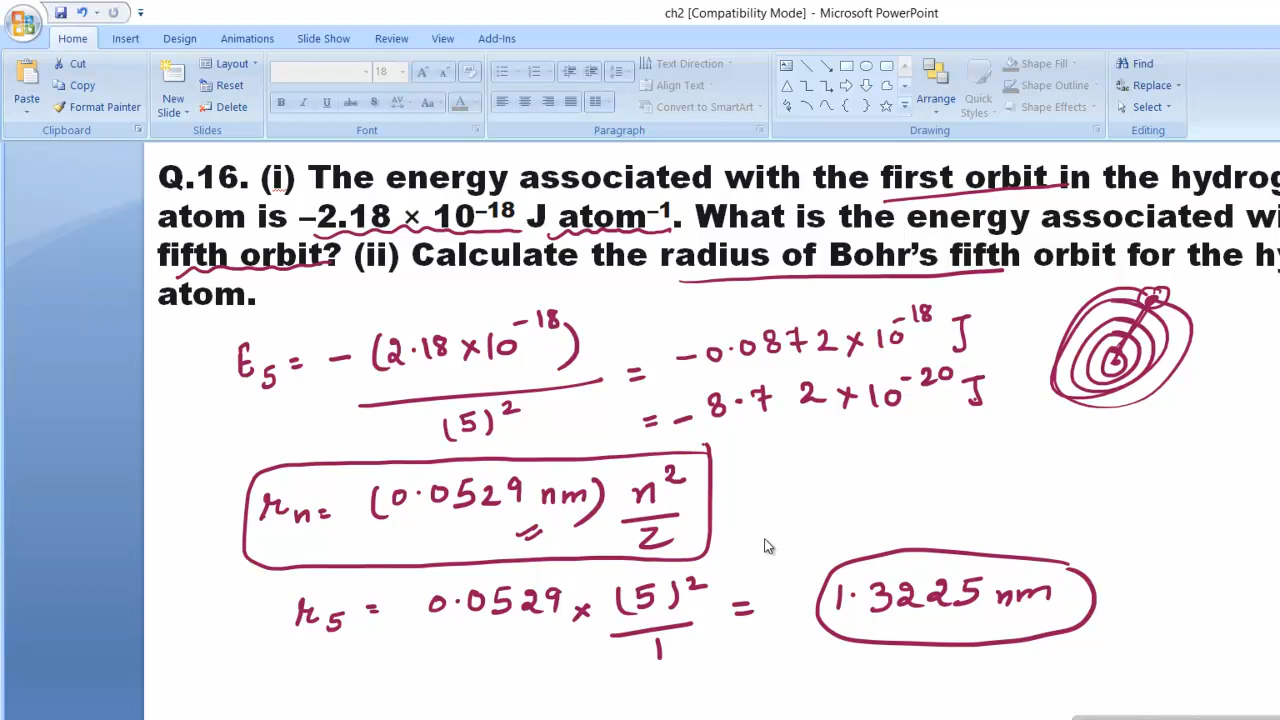 ch2 [Compatibility Mode] - Microsoft PowerPoint
Home Insert Design Animations Slide Show Review View Add-Ins
Cut Layout 18 Text Direction Shape Fill Find
Paste Copy New Slide Reset Align Text Arrange Quick Styles Shape Outline Replace
Format Painter Delete B I U abc S AV Aa A Convert to SmartArt Shape Effects Select
Clipboard Slides Font Paragraph Drawing Editing
Q.16. (i) The energy associated with the first orbit in the hydrog
atom is –2.18 × 10⁻¹⁸ J atom⁻¹. What is the energy associated wi
fifth orbit? (ii) Calculate the radius of Bohr’s fifth orbit for the hy
atom.
E₅ = - (2.18 × 10⁻¹⁸) / (5)² = -0.0872 × 10⁻¹⁸ J
= -8.72 × 10⁻²⁰ J
rₙ = (0.0529 nm) n² / Z
r₅ = 0.0529 × (5)² / 1 = 1.3225 nm